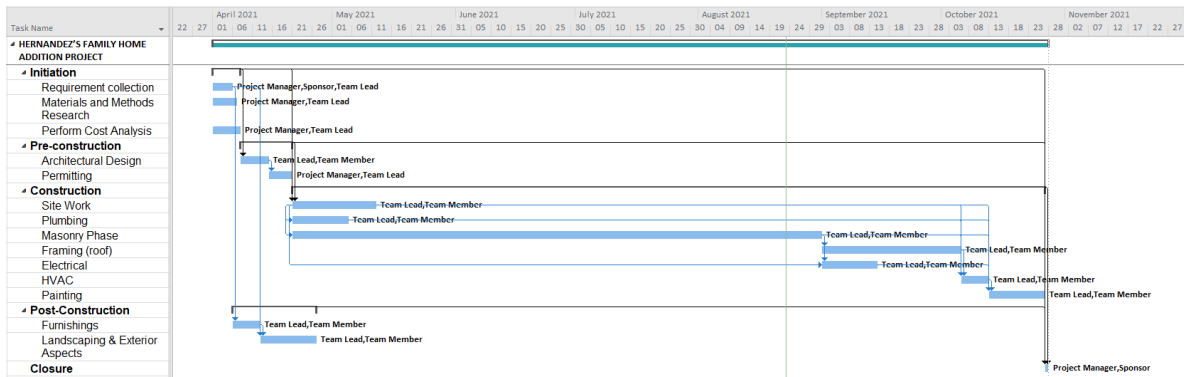 April 2021 May 2021 June 2021 July 2021 August 2021 September 2021 October 2021 November 2021
Task Name 22 27 01 06 11 16 21 26 01 06 11 16 21 26 31 05 10 15 20 25 30 05 10 15 20 25 30 04 09 14 19 24 29 03 08 13 18 23 28 03 08 13 18 23 28 02 07 12 17 22 27
HERNANDEZ'S FAMILY HOME
ADDITION PROJECT
Initiation
Requirement collection Project Manager,Sponsor,Team Lead
Materials and Methods Project Manager,Team Lead
Research
Perform Cost Analysis Project Manager,Team Lead
Pre-construction
Architectural Design Team Lead,Team Member
Permitting Project Manager,Team Lead
Construction
Site Work Team Lead,Team Member
Plumbing Team Lead,Team Member
Masonry Phase Team Lead,Team Member
Framing (roof) Team Lead,Team Member
Electrical Team Lead,Team Member
HVAC Team Lead,Team Member
Painting Team Lead,Team Member
Post-Construction
Furnishings Team Lead,Team Member
Landscaping & Exterior Team Lead,Team Member
Aspects
Closure Project Manager,Sponsor